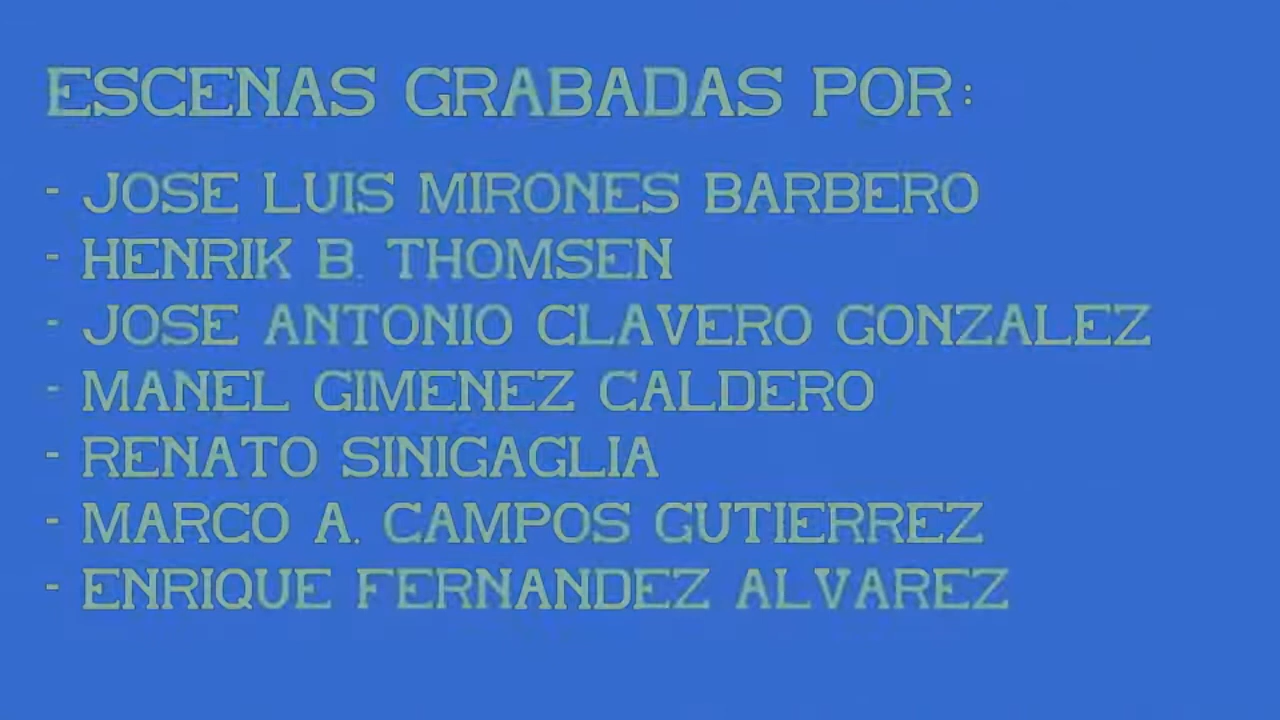 ESCENAS GRABADAS POR:
- JOSE LUIS MIRONES BARBERO
- HENRIK B. THOMSEN
- JOSE ANTONIO CLAVERO GONZALEZ
- MANEL GIMENEZ CALDERO
- RENATO SINIGAGLIA
- MARCO A. CAMPOS GUTIERREZ
- ENRIQUE FERNANDEZ ALVAREZ